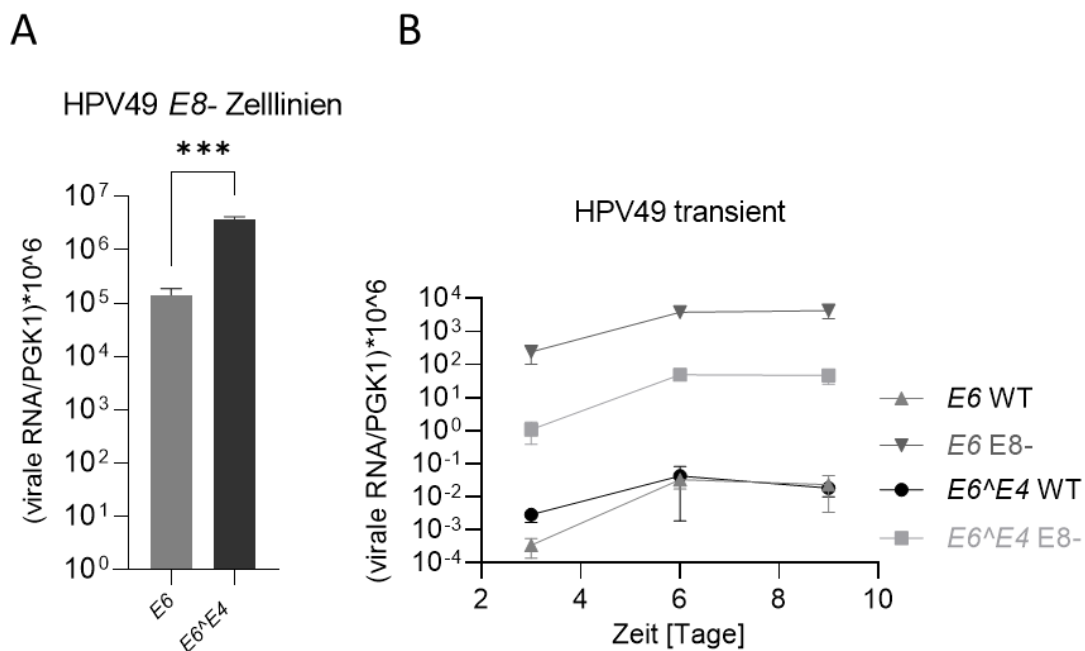 A
HPV49 E8- Zelllinien
***
10^7
10^6
10^5
10^4
10^3
10^2
10^1
10^0
(virale RNA/PGK1)*10^6
E6
E6^E4
B
HPV49 transient
10^4
10^3
10^2
10^1
10^0
10^-1
10^-2
10^-3
10^-4
(virale RNA/PGK1)*10^6
2
4
6
8
10
Zeit [Tage]
E6 WT
E6 E8-
E6^E4 WT
E6^E4 E8-